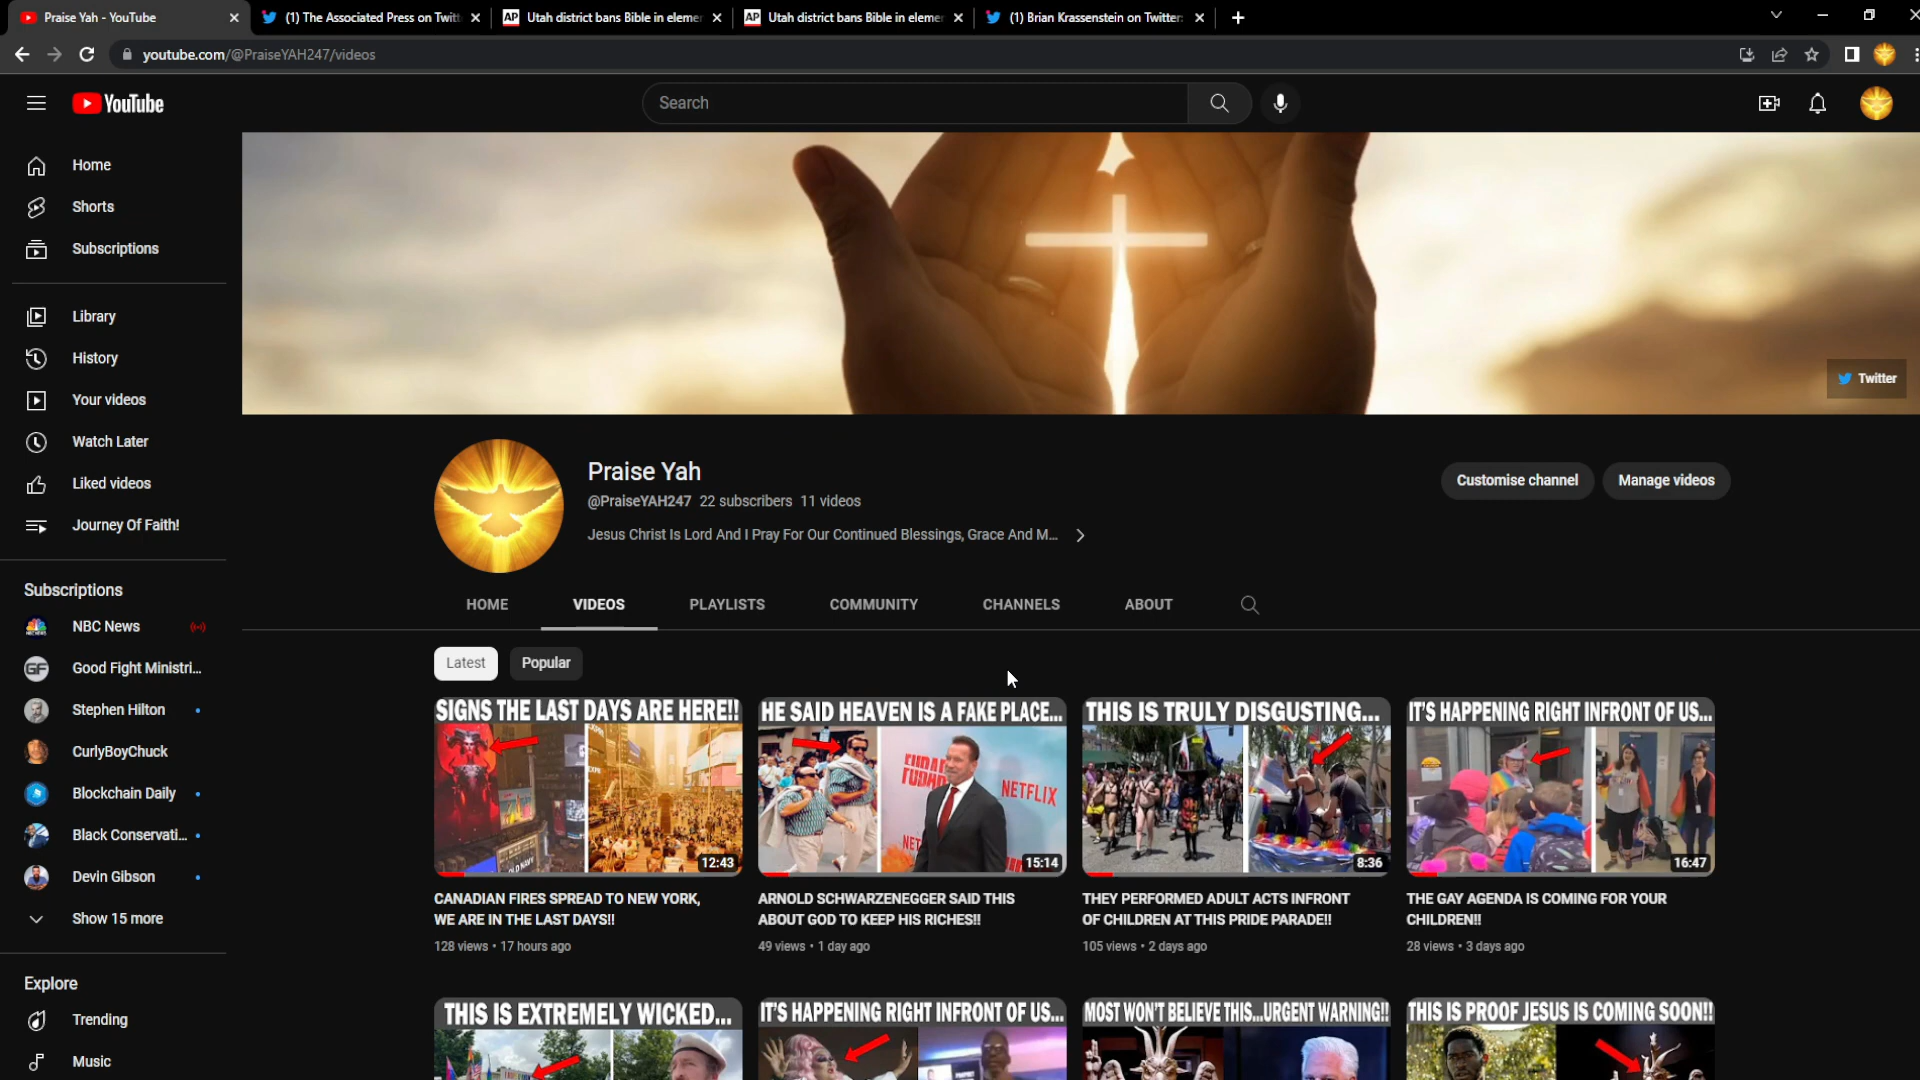 Praise Yah - YouTube
(1) The Associated Press on Twitt
AP Utah district bans Bible in elemer
AP Utah district bans Bible in elemer
(1) Brian Krassenstein on Twitter:
youtube.com/@PraiseYAH247/videos
YouTube
Search
Home
Shorts
Subscriptions
Library
History
Your videos
Watch Later
Liked videos
Journey Of Faith!
Subscriptions
NBC News
GF Good Fight Ministri...
Stephen Hilton
CurlyBoyChuck
Blockchain Daily
Black Conservati...
Devin Gibson
Show 15 more
Explore
Trending
Music
Twitter
Praise Yah
@PraiseYAH247 22 subscribers 11 videos
Jesus Christ Is Lord And I Pray For Our Continued Blessings, Grace And M...
Customise channel
Manage videos
HOME VIDEOS PLAYLISTS COMMUNITY CHANNELS ABOUT
Latest Popular
SIGNS THE LAST DAYS ARE HERE!!
12:43
CANADIAN FIRES SPREAD TO NEW YORK,
WE ARE IN THE LAST DAYS!!
128 views • 17 hours ago
HE SAID HEAVEN IS A FAKE PLACE...
NETFLIX
15:14
ARNOLD SCHWARZENEGGER SAID THIS
ABOUT GOD TO KEEP HIS RICHES!!
49 views • 1 day ago
THIS IS TRULY DISGUSTING...
8:36
THEY PERFORMED ADULT ACTS INFRONT
OF CHILDREN AT THIS PRIDE PARADE!!
105 views • 2 days ago
IT'S HAPPENING RIGHT INFRONT OF US...
16:47
THE GAY AGENDA IS COMING FOR YOUR
CHILDREN!!
28 views • 3 days ago
THIS IS EXTREMELY WICKED...
IT'S HAPPENING RIGHT INFRONT OF US...
MOST WON'T BELIEVE THIS...URGENT WARNING!!
THIS IS PROOF JESUS IS COMING SOON!!